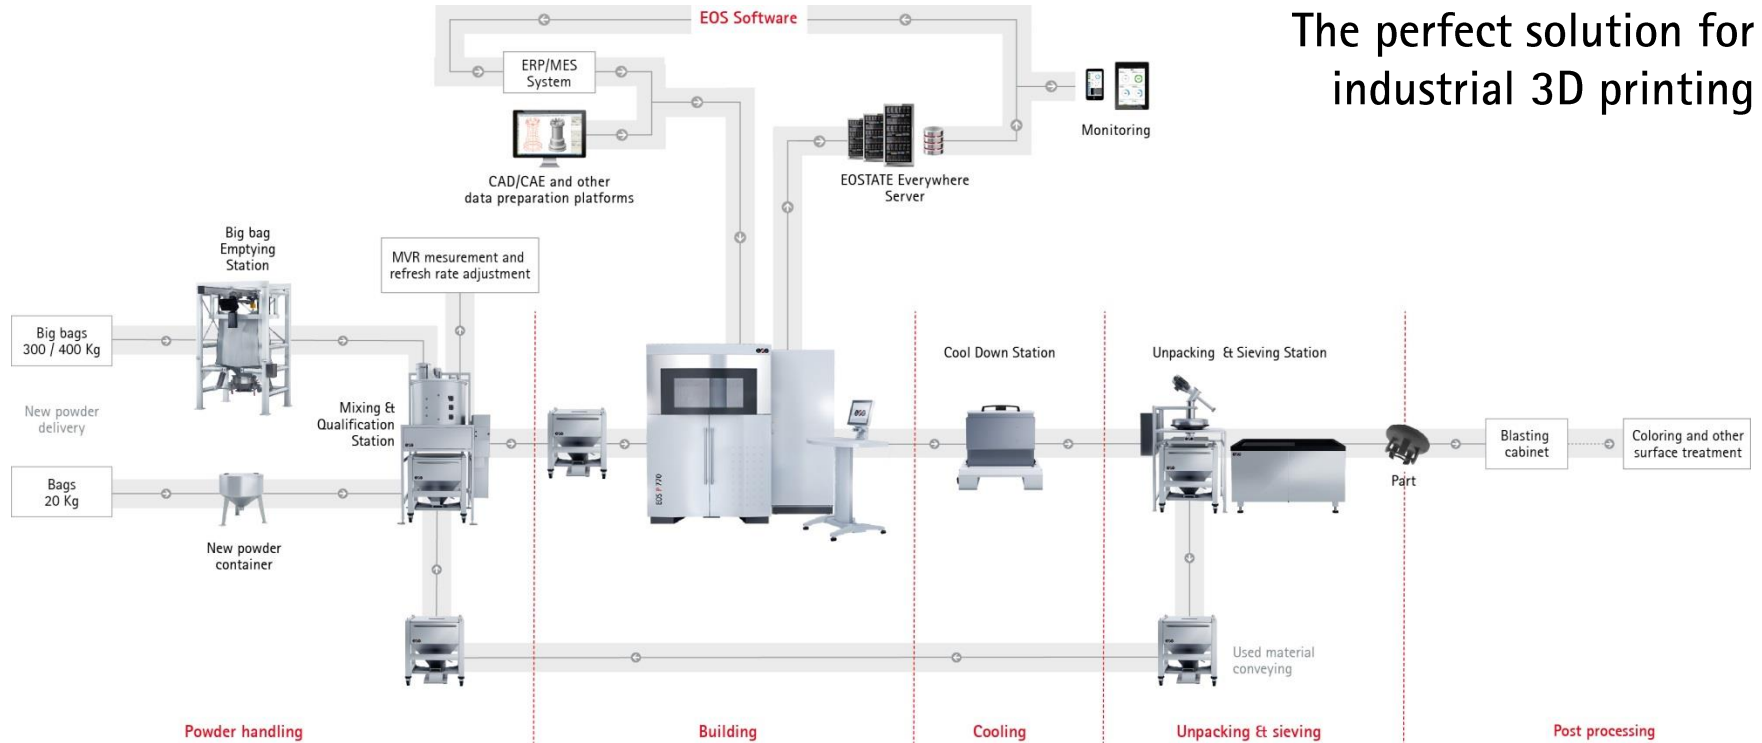 The perfect solution for
industrial 3D printing
EOS Software
ERP/MES
System
CAD/CAE and other
data preparation platforms
EOSTATE Everywhere
Server
Monitoring
Big bag
Emptying
Station
MVR mesurement and
refresh rate adjustment
Big bags
300 / 400 Kg
New powder
delivery
Bags
20 Kg
New powder
container
Mixing &
Qualification
Station
EOS P 770
eos
Cool Down Station
Unpacking & Sieving Station
Part
Blasting
cabinet
Coloring and other
surface treatment
Used material
conveying
Powder handling
Building
Cooling
Unpacking & sieving
Post processing